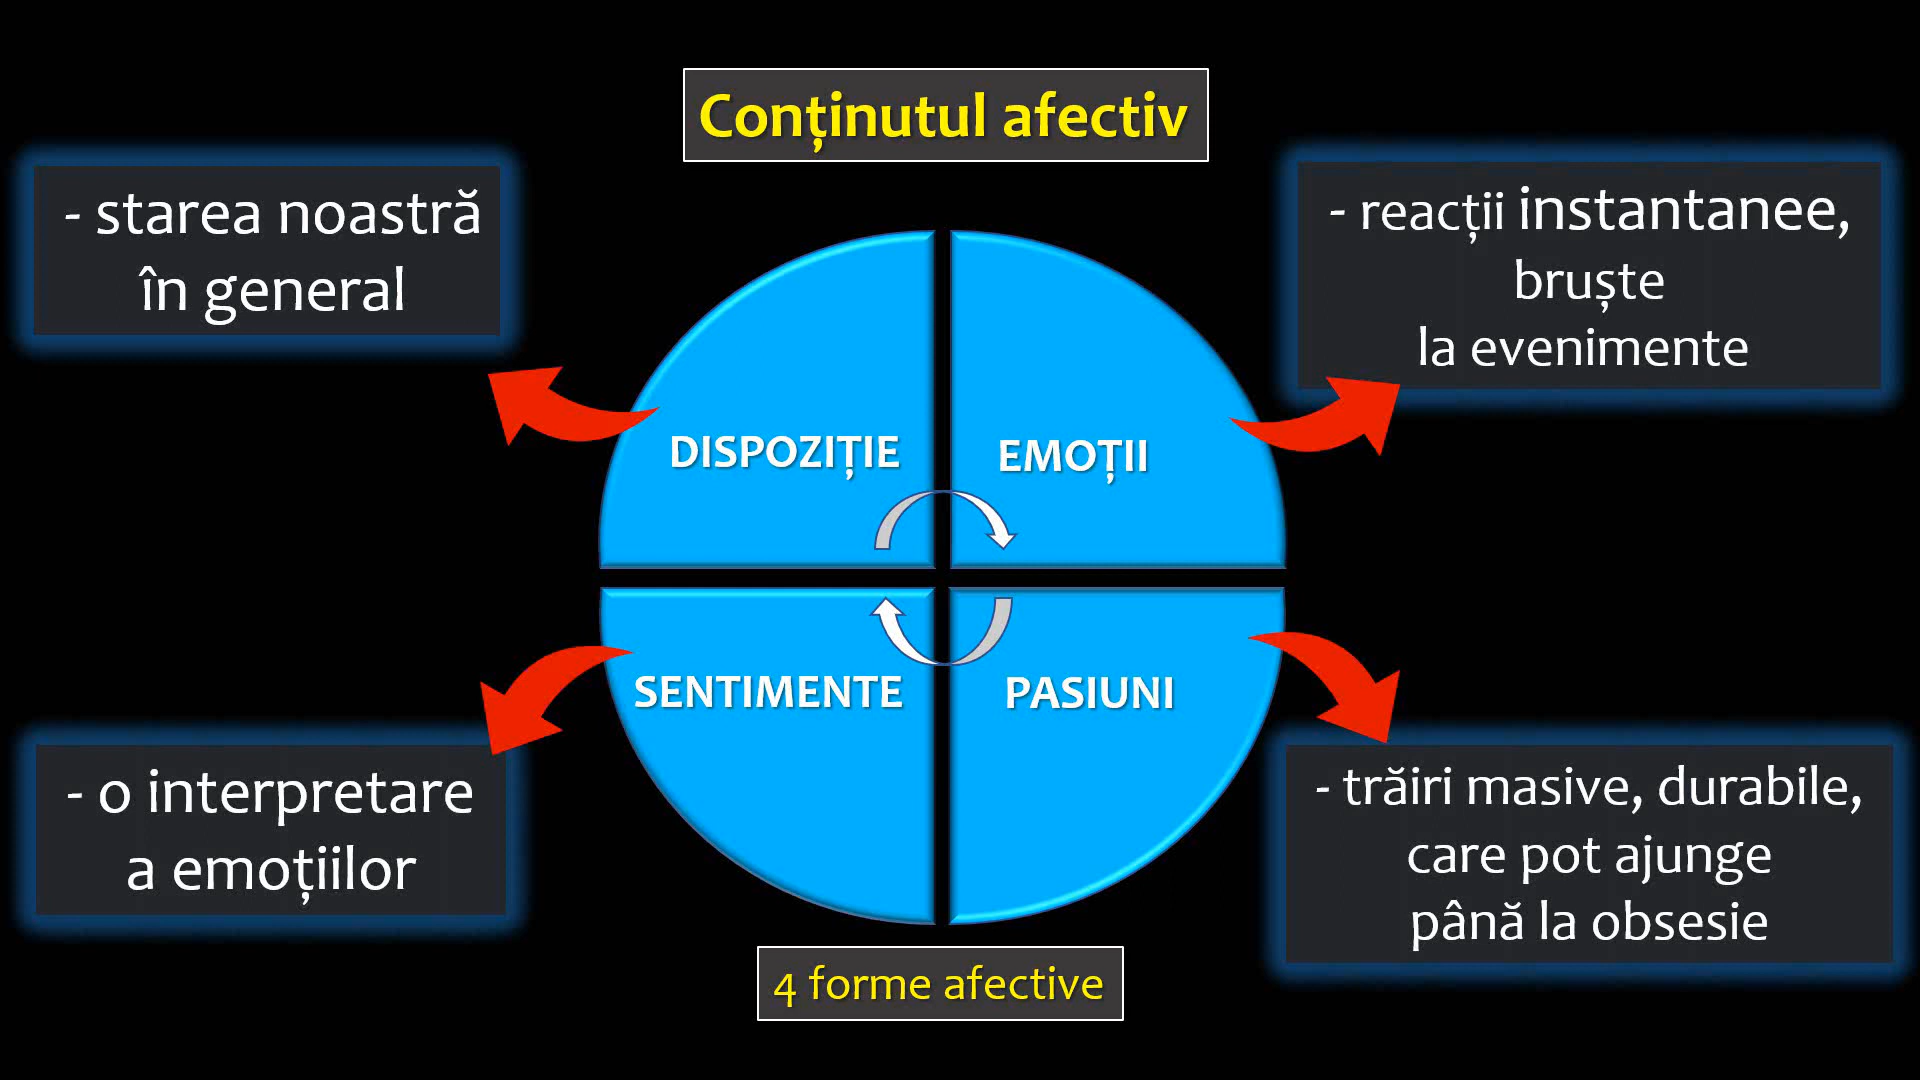 Conținutul afectiv
- starea noastră
în general
- reacții instantanee,
bruște
la evenimente
DISPOZIȚIE
EMOȚII
SENTIMENTE
PASIUNI
- o interpretare
a emoțiilor
- trăiri masive, durabile,
care pot ajunge
până la obsesie
4 forme afective